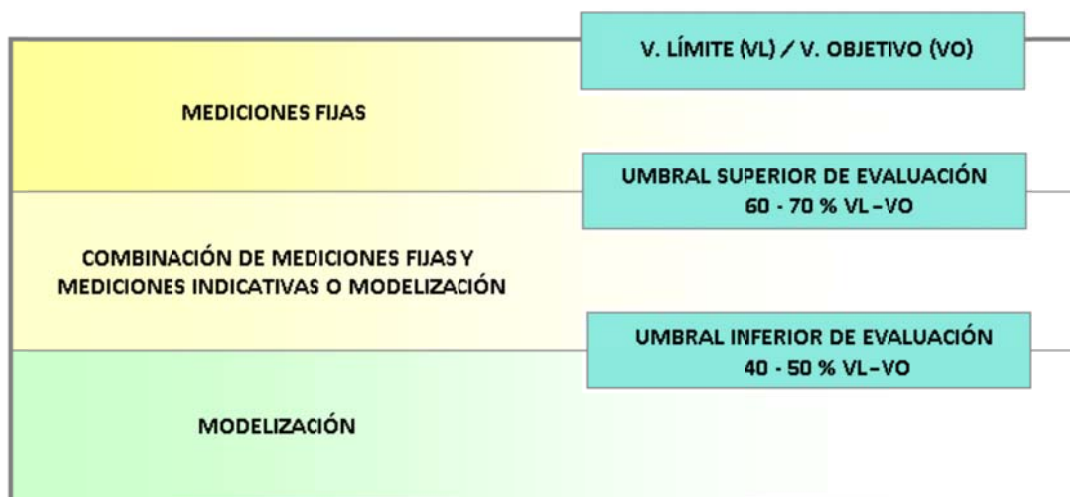 V. LÍMITE (VL) / V. OBJETIVO (VO)
MEDICIONES FIJAS
UMBRAL SUPERIOR DE EVALUACIÓN
60 - 70 % VL-VO
COMBINACIÓN DE MEDICIONES FIJAS Y
MEDICIONES INDICATIVAS O MODELIZACIÓN
UMBRAL INFERIOR DE EVALUACIÓN
40 - 50 % VL-VO
MODELIZACIÓN